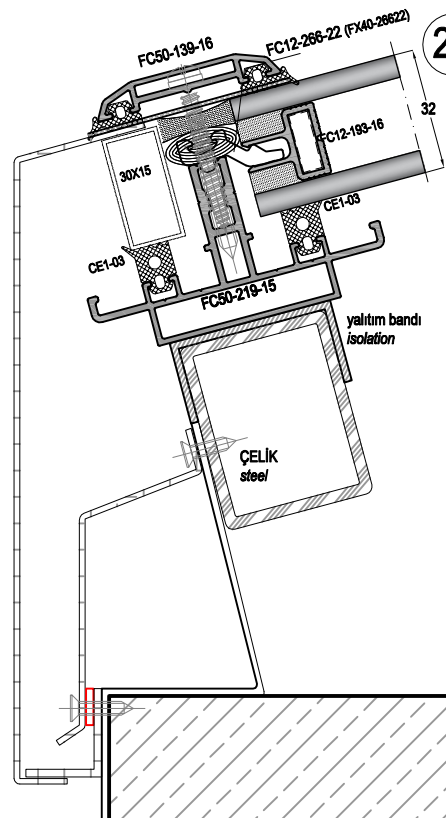 FC50-139-16
FC12-266-22 (FX40-26622)
2
32
FC12-193-16
30X15
CE1-03
CE1-03
FC50-219-15
yalıtım bandı
isolation
ÇELİK
steel